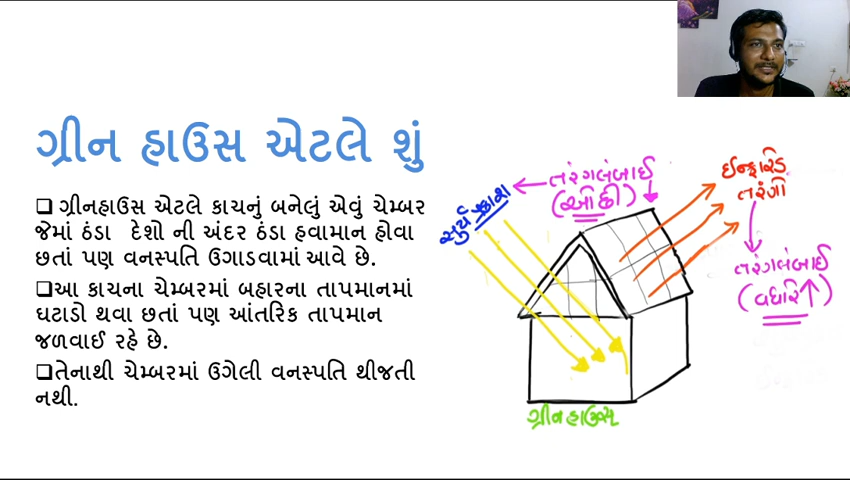 ગ્રીન હાઉસ એટલે શું
ગ્રીનહાઉસ એટલે કાચનું બનેલું એવું ચેમ્બર
જેમાં ઠંડા દેશો ની અંદર ઠંડા હવામાન હોવા
છતાં પણ વનસ્પતિ ઉગાડવામાં આવે છે.
આ કાચના ચેમ્બરમાં બહારના તાપમાનમાં
ઘટાડો થવા છતાં પણ આંતરિક તાપમાન
જળવાઈ રહે છે.
તેનાથી ચેમ્બરમાં ઉગેલી વનસ્પતિ થીજતી
નથી.
સુર્ય પ્રકાશ
તરંગલંબાઈ
(ઓછી)
ઈન્ફ્રારેડ
તરંગો
તરંગલંબાઈ
(વધારે)
ગ્રીનહાઉસ